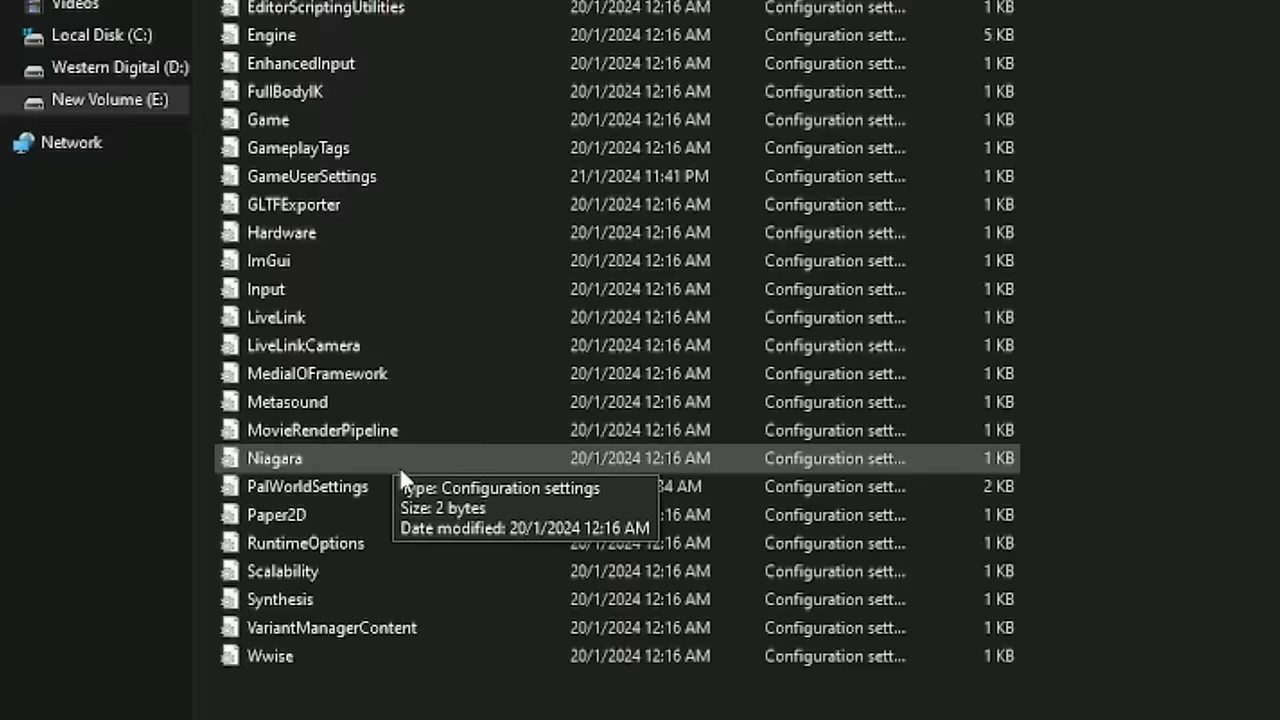 Videos
Local Disk (C:)
Western Digital (D:)
New Volume (E:)
Network
EditorScriptingUtilities 20/1/2024 12:16 AM Configuration sett... 1 KB
Engine 20/1/2024 12:16 AM Configuration sett... 5 KB
EnhancedInput 20/1/2024 12:16 AM Configuration sett... 1 KB
FullBodyIK 20/1/2024 12:16 AM Configuration sett... 1 KB
Game 20/1/2024 12:16 AM Configuration sett... 1 KB
GameplayTags 20/1/2024 12:16 AM Configuration sett... 1 KB
GameUserSettings 21/1/2024 11:41 PM Configuration sett... 1 KB
GLTFExporter 20/1/2024 12:16 AM Configuration sett... 1 KB
Hardware 20/1/2024 12:16 AM Configuration sett... 1 KB
ImGui 20/1/2024 12:16 AM Configuration sett... 1 KB
Input 20/1/2024 12:16 AM Configuration sett... 1 KB
LiveLink 20/1/2024 12:16 AM Configuration sett... 1 KB
LiveLinkCamera 20/1/2024 12:16 AM Configuration sett... 1 KB
MediaIOFramework 20/1/2024 12:16 AM Configuration sett... 1 KB
Metasound 20/1/2024 12:16 AM Configuration sett... 1 KB
MovieRenderPipeline 20/1/2024 12:16 AM Configuration sett... 1 KB
Niagara 20/1/2024 12:16 AM Configuration sett... 1 KB
PalWorldSettings :34 AM Configuration sett... 2 KB
Type: Configuration settings
Size: 2 bytes
Date modified: 20/1/2024 12:16 AM
Paper2D :16 AM Configuration sett... 1 KB
RuntimeOptions 20/1/2024 12:16 AM Configuration sett... 1 KB
Scalability 20/1/2024 12:16 AM Configuration sett... 1 KB
Synthesis 20/1/2024 12:16 AM Configuration sett... 1 KB
VariantManagerContent 20/1/2024 12:16 AM Configuration sett... 1 KB
Wwise 20/1/2024 12:16 AM Configuration sett... 1 KB